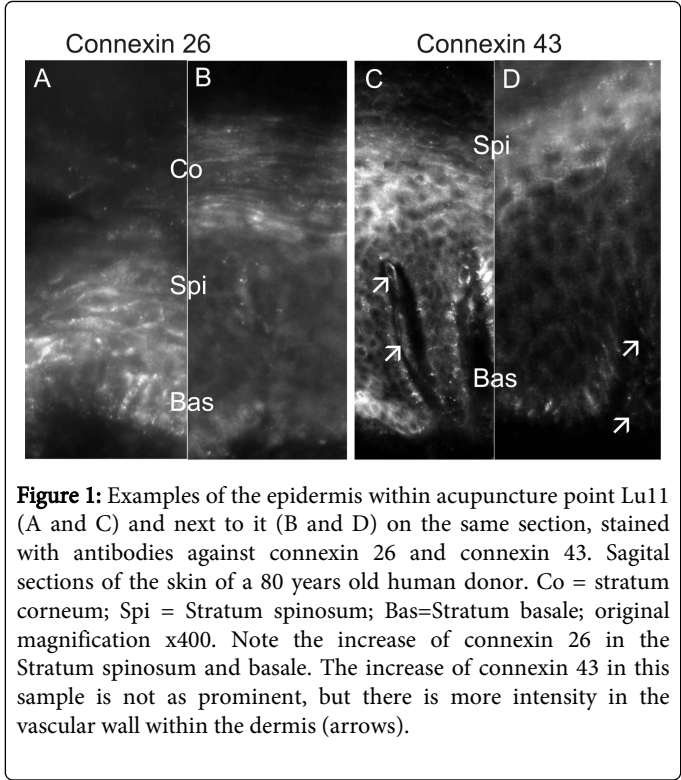 Connexin 26
Connexin 43
A
B
C
D
Co
Spi
Spi
Bas
Bas
Figure 1: Examples of the epidermis within acupuncture point Lu11
(A and C) and next to it (B and D) on the same section, stained
with antibodies against connexin 26 and connexin 43. Sagital
sections of the skin of a 80 years old human donor. Co = stratum
corneum; Spi = Stratum spinosum; Bas=Stratum basale; original
magnification x400. Note the increase of connexin 26 in the
Stratum spinosum and basale. The increase of connexin 43 in this
sample is not as prominent, but there is more intensity in the
vascular wall within the dermis (arrows).